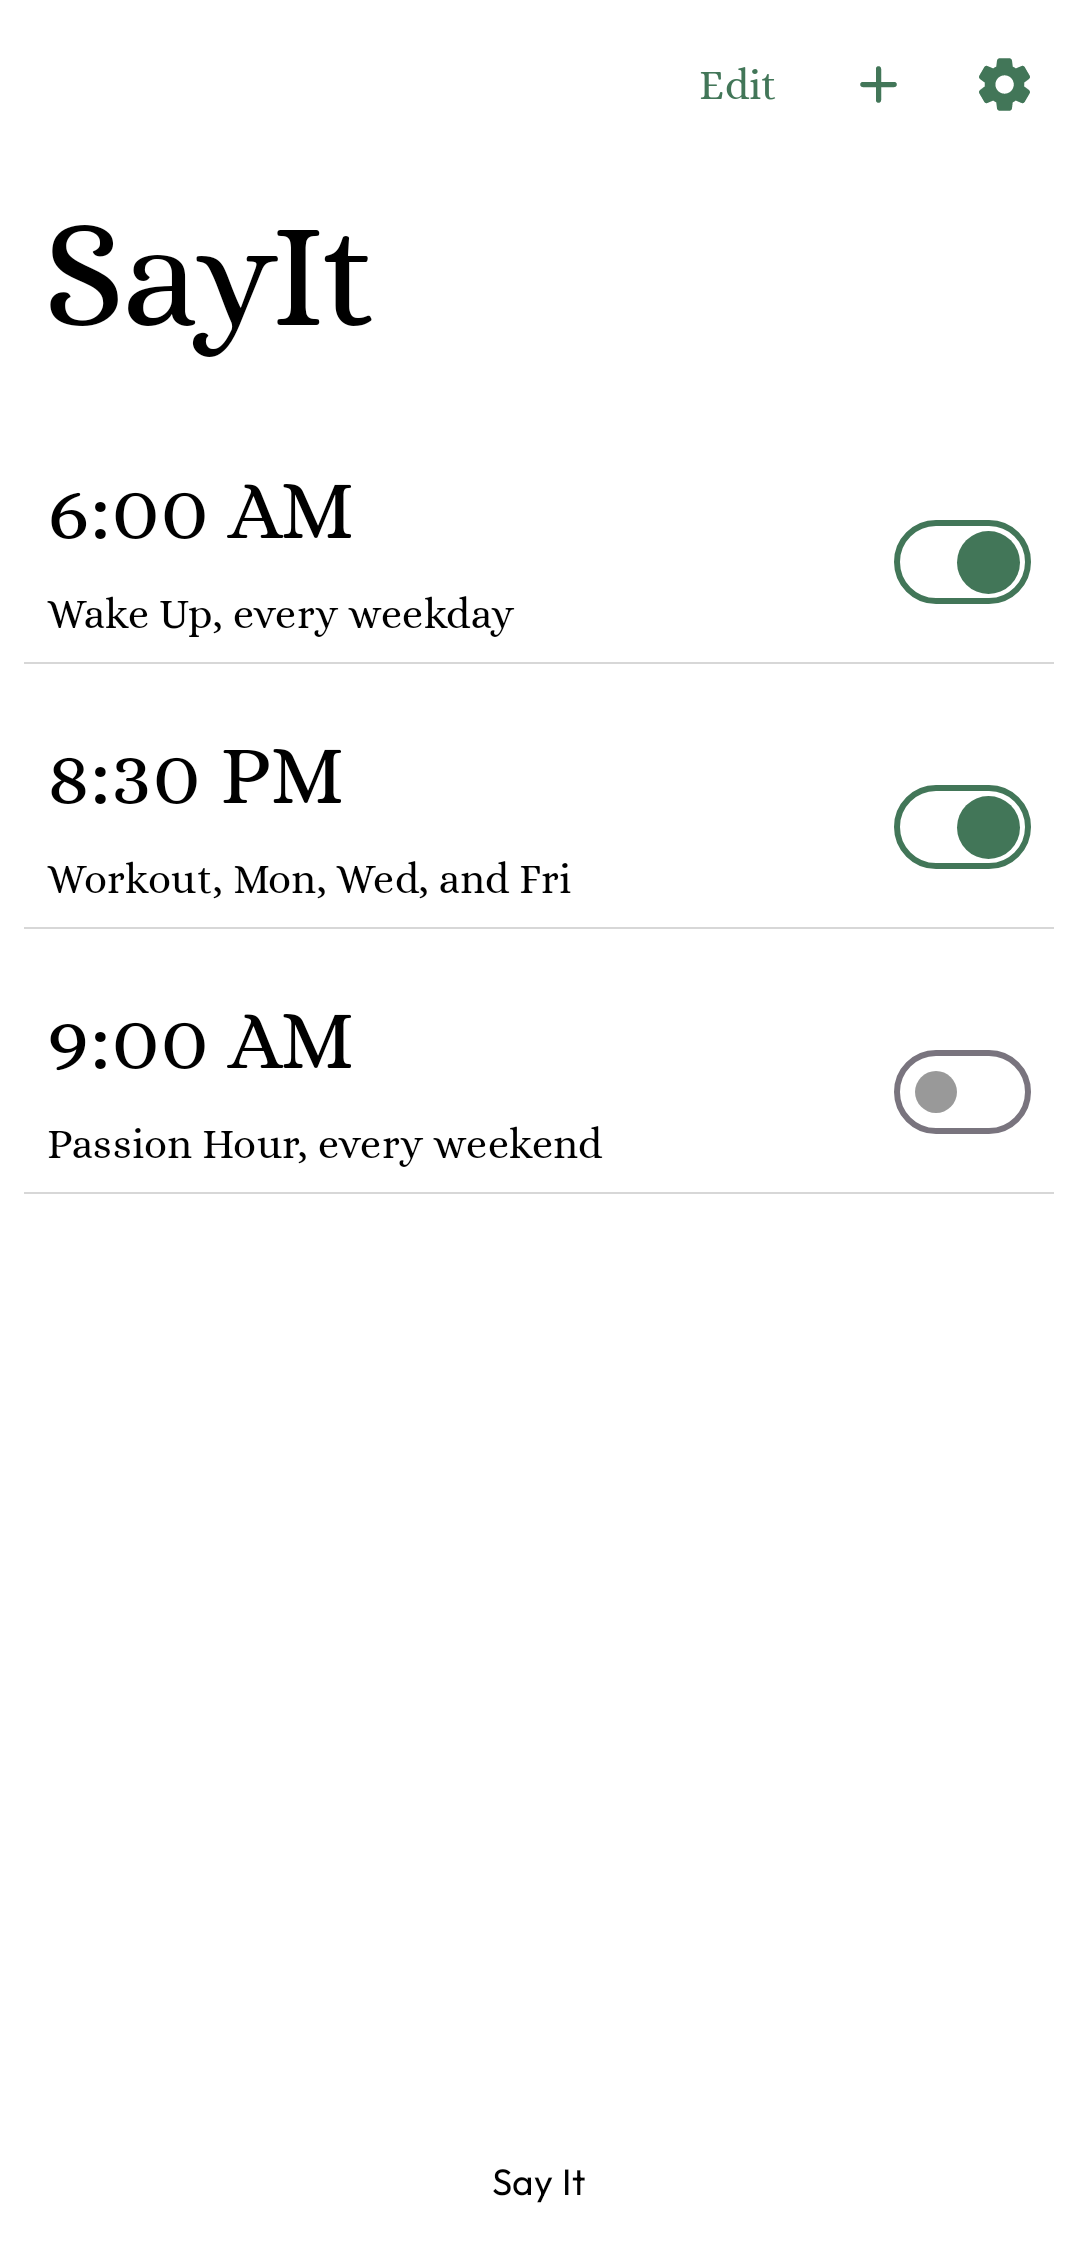 Edit
SayIt
6:00 AM
Wake Up, every weekday
8:30 PM
Workout, Mon, Wed, and Fri
9:00 AM
Passion Hour, every weekend
Say It